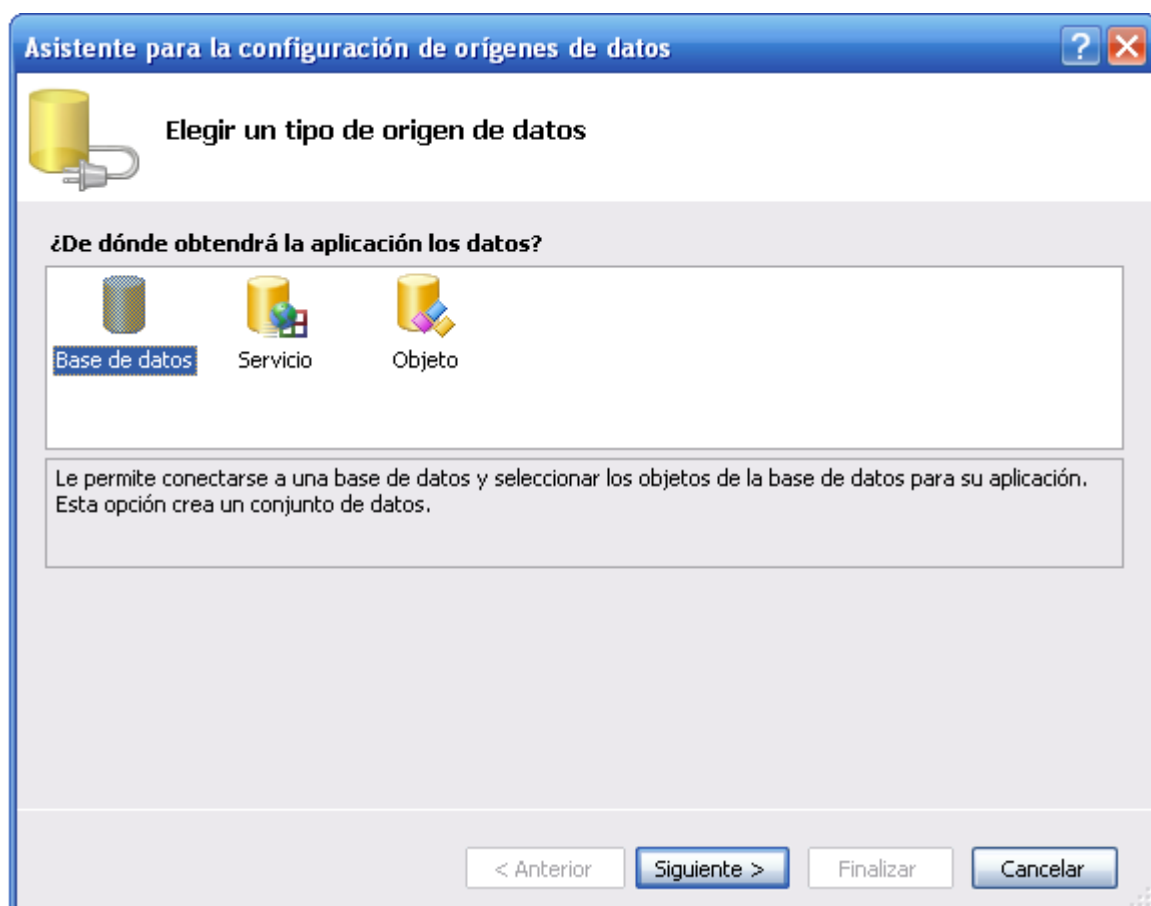 Asistente para la configuración de orígenes de datos
Elegir un tipo de origen de datos
¿De dónde obtendrá la aplicación los datos?
Base de datos
Servicio
Objeto
Le permite conectarse a una base de datos y seleccionar los objetos de la base de datos para su aplicación.
Esta opción crea un conjunto de datos.
< Anterior
Siguiente >
Finalizar
Cancelar